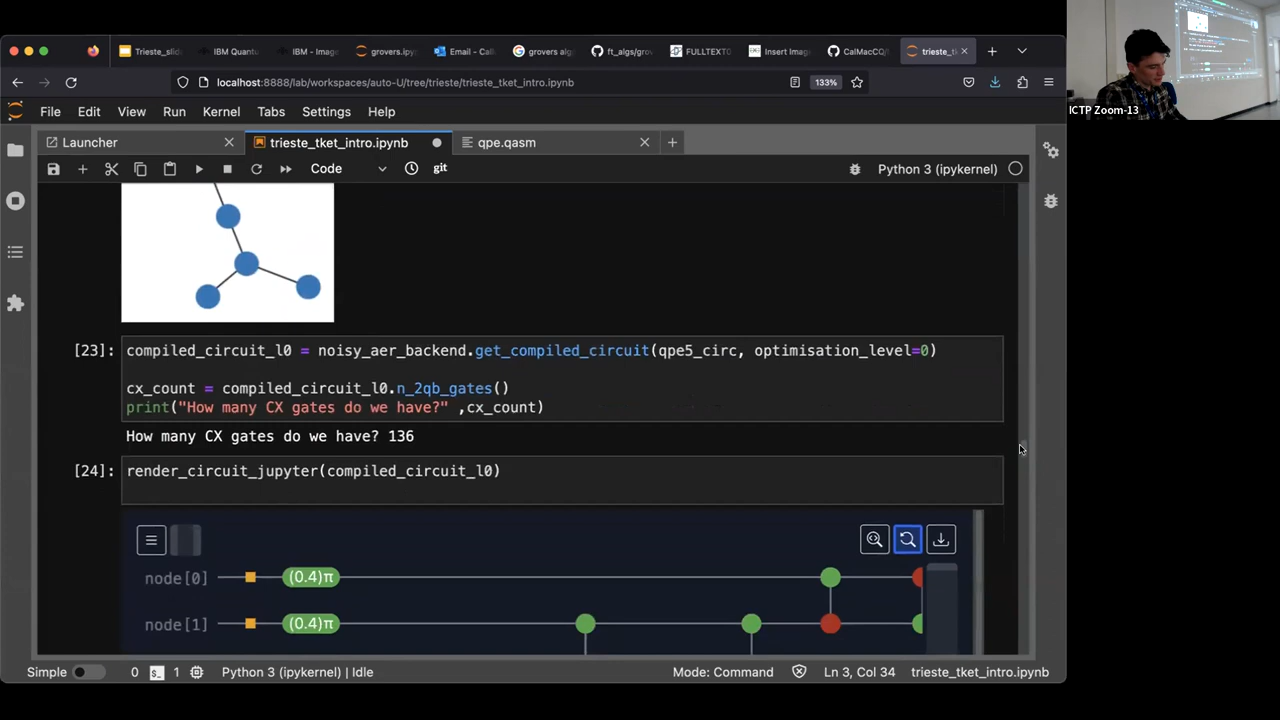 Trieste_slid
IBM Quantu
IBM - Image
grovers.ipy
Email - Cal
grovers alg
ft_algs/grov
FULLTEXT0
Insert Imag
CalMacCQ/
trieste_t
localhost:8888/lab/workspaces/auto-U/tree/trieste/trieste_tket_intro.ipynb
133%
ICTP Zoom-13
File Edit View Run Kernel Tabs Settings Help
Launcher
trieste_tket_intro.ipynb
qpe.qasm
Code
git
Python 3 (ipykernel)
[23]: compiled_circuit_l0 = noisy_aer_backend.get_compiled_circuit(qpe5_circ, optimisation_level=0)
cx_count = compiled_circuit_l0.n_2qb_gates()
print("How many CX gates do we have?" ,cx_count)
How many CX gates do we have? 136
[24]: render_circuit_jupyter(compiled_circuit_l0)
node[0] (0.4)π
node[1] (0.4)π
Simple 0 1 Python 3 (ipykernel) | Idle Mode: Command Ln 3, Col 34 trieste_tket_intro.ipynb